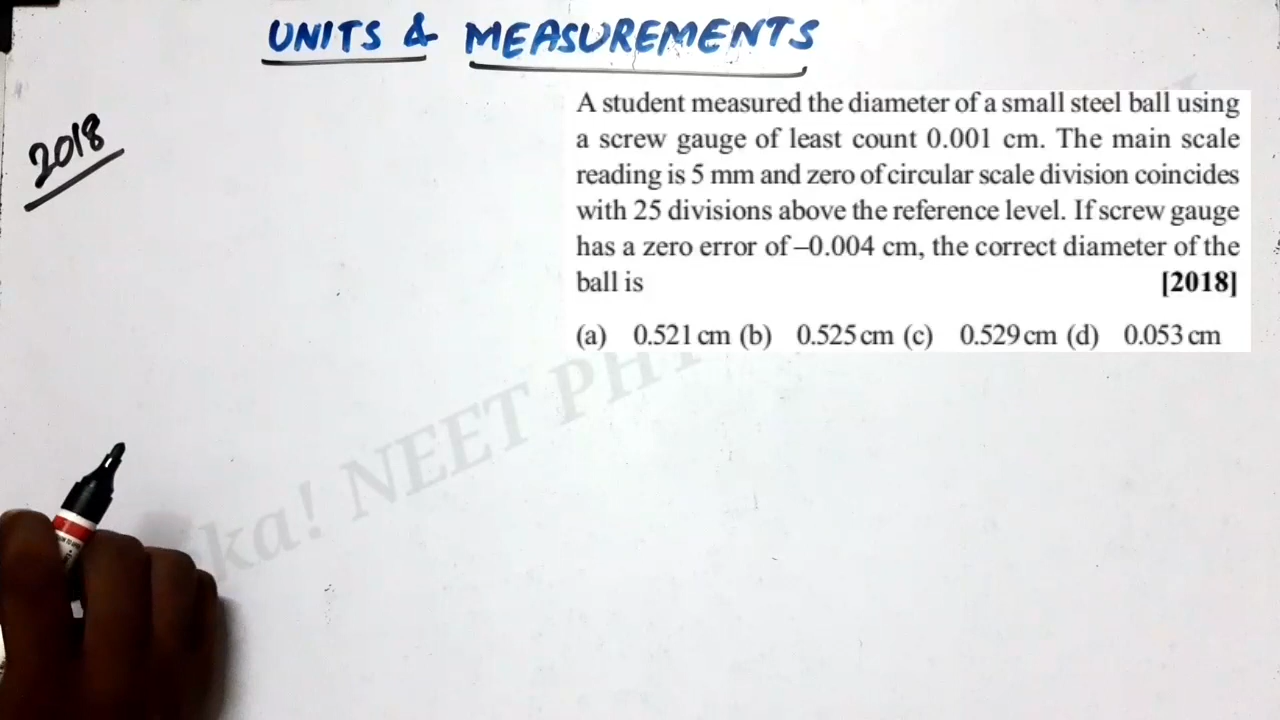 UNITS & MEASUREMENTS
2018
A student measured the diameter of a small steel ball using
a screw gauge of least count 0.001 cm. The main scale
reading is 5 mm and zero of circular scale division coincides
with 25 divisions above the reference level. If screw gauge
has a zero error of –0.004 cm, the correct diameter of the
ball is [2018]
(a) 0.521 cm (b) 0.525 cm (c) 0.529 cm (d) 0.053 cm
NEET